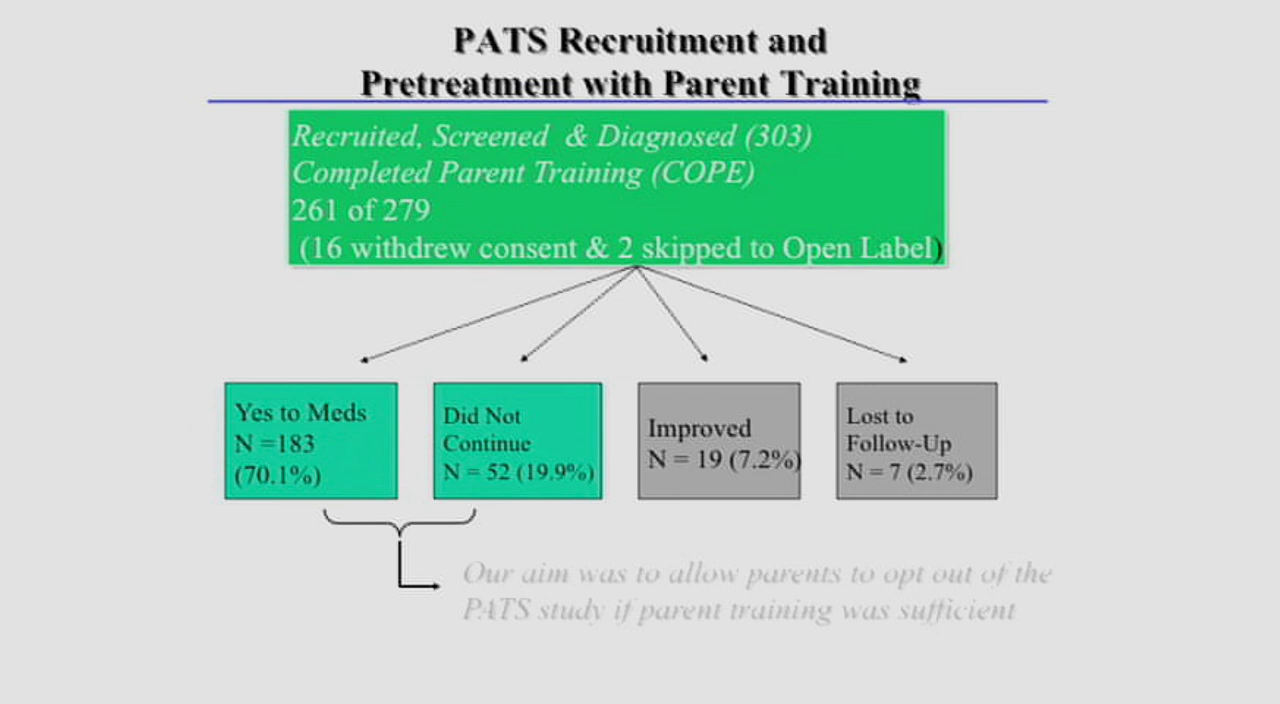 PATS Recruitment and
Pretreatment with Parent Training
Recruited, Screened & Diagnosed (303)
Completed Parent Training (COPE)
261 of 279
(16 withdrew consent & 2 skipped to Open Label)
Yes to Meds
N =183
(70.1%)
Did Not
Continue
N = 52 (19.9%)
Improved
N = 19 (7.2%)
Lost to
Follow-Up
N = 7 (2.7%)
Our aim was to allow parents to opt out of the
PATS study if parent training was sufficient